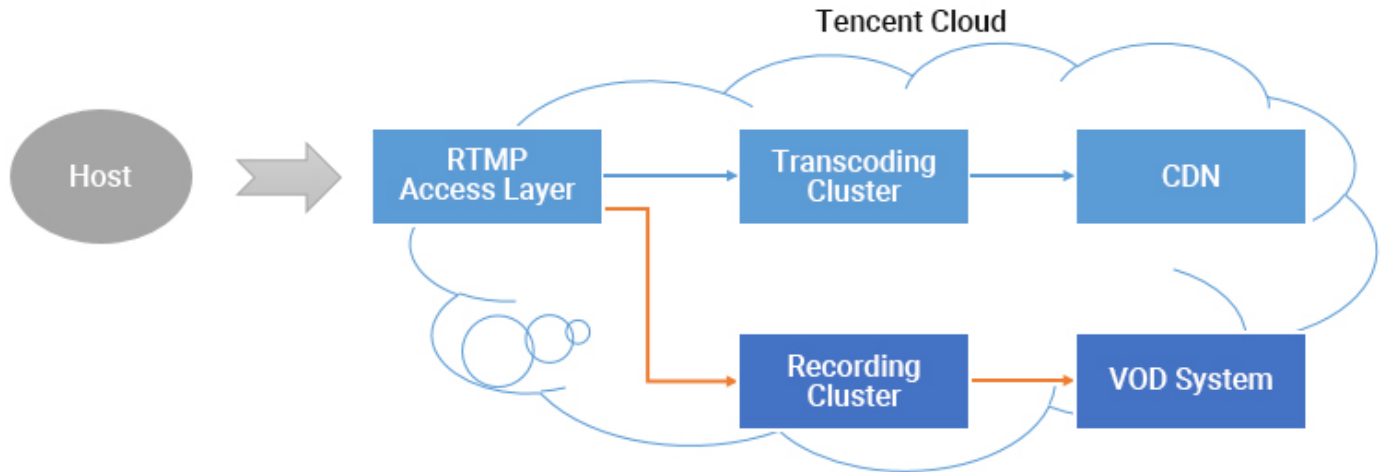 Tencent Cloud
Host
RTMP
Access Layer
Transcoding
Cluster
CDN
Recording
Cluster
VOD System